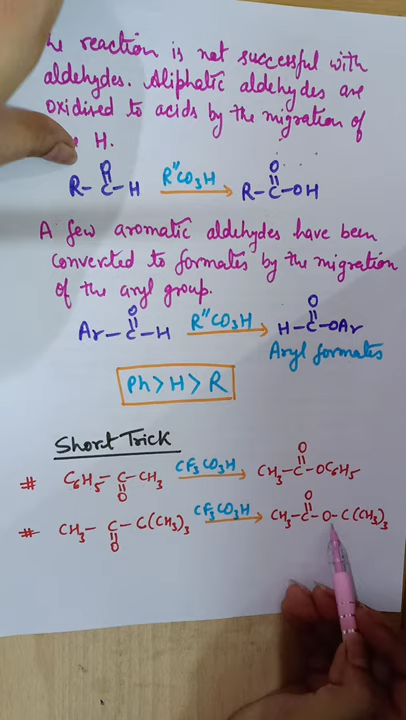 reaction is not successful with
aldehydes. Aliphatic aldehydes are
oxidised to acids by the migration of
H.
R-C-H R"CO3H R-C-OH
O
A few aromatic aldehydes have been
converted to formates by the migration
of the aryl group.
O O
Ar-C-H R"CO3H H-C-OAr
Aryl formates
Ph > H > R
Short Trick
O
# C6H5-C-CH3 CF3CO3H CH3-C-OC6H5
O
O
# CH3-C-C(CH3)3 CF3CO3H CH3-C-O-C(CH3)3
O